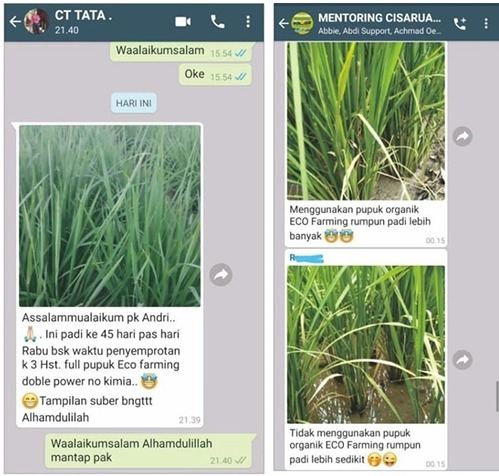 CT TATA .
21.40
Waalaikumsalam 15.54
Oke 15.54
HARI INI
Assalammualaikum pk Andri..
. Ini padi ke 45 hari pas hari
Rabu bsk waktu penyemprotan
k 3 Hst. full pupuk Eco farming
doble power no kimia..
Tampilan suber bngttt
Alhamdulilah
21.39
Waalaikumsalam Alhamdulillah
mantap pak 21.40
MENTORING CISARUA...
Abbie, Abdi Support, Achmad Oe...
Menggunakan pupuk organik
ECO Farming rumpun padi lebih
banyak
00.15
Tidak menggunakan pupuk
organik ECO Farming rumpun
padi lebih sedikit
00.15